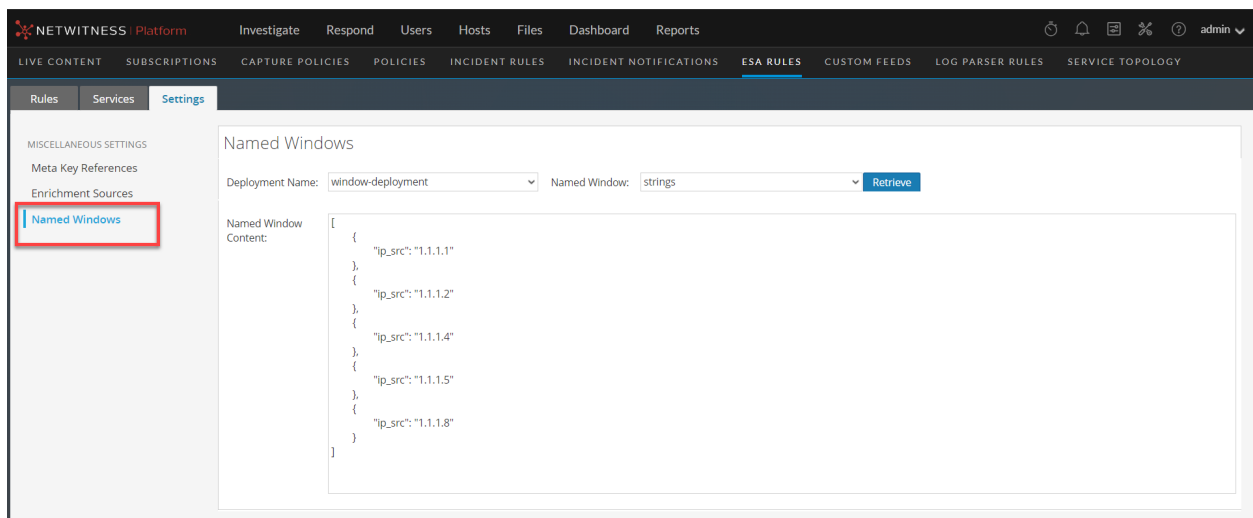 NETWITNESS | Platform Investigate Respond Users Hosts Files Dashboard Reports admin
LIVE CONTENT SUBSCRIPTIONS CAPTURE POLICIES POLICIES INCIDENT RULES INCIDENT NOTIFICATIONS ESA RULES CUSTOM FEEDS LOG PARSER RULES SERVICE TOPOLOGY
Rules Services Settings
MISCELLANEOUS SETTINGS
Meta Key References
Enrichment Sources
Named Windows
Named Windows
Deployment Name: window-deployment Named Window: strings Retrieve
Named Window
Content:
[
{
"ip_src": "1.1.1.1"
},
{
"ip_src": "1.1.1.2"
},
{
"ip_src": "1.1.1.4"
},
{
"ip_src": "1.1.1.5"
},
{
"ip_src": "1.1.1.8"
}
]